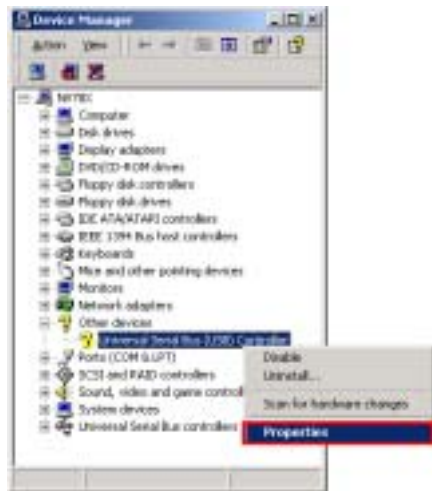 Device Manager
Action View
Computer
Disk drives
Display adapters
DVD/CD-ROM drives
Floppy disk controllers
Floppy disk drives
IDE ATA/ATAPI controllers
IEEE 1394 Bus host controllers
Keyboards
Mice and other pointing devices
Monitors
Network adapters
Other devices
Universal Serial Bus (USB) Controller
Ports (COM & LPT)
SCSI and RAID controllers
Sound, video and game control
System devices
Universal Serial Bus controllers
Disable
Uninstall...
Scan for hardware changes
Properties